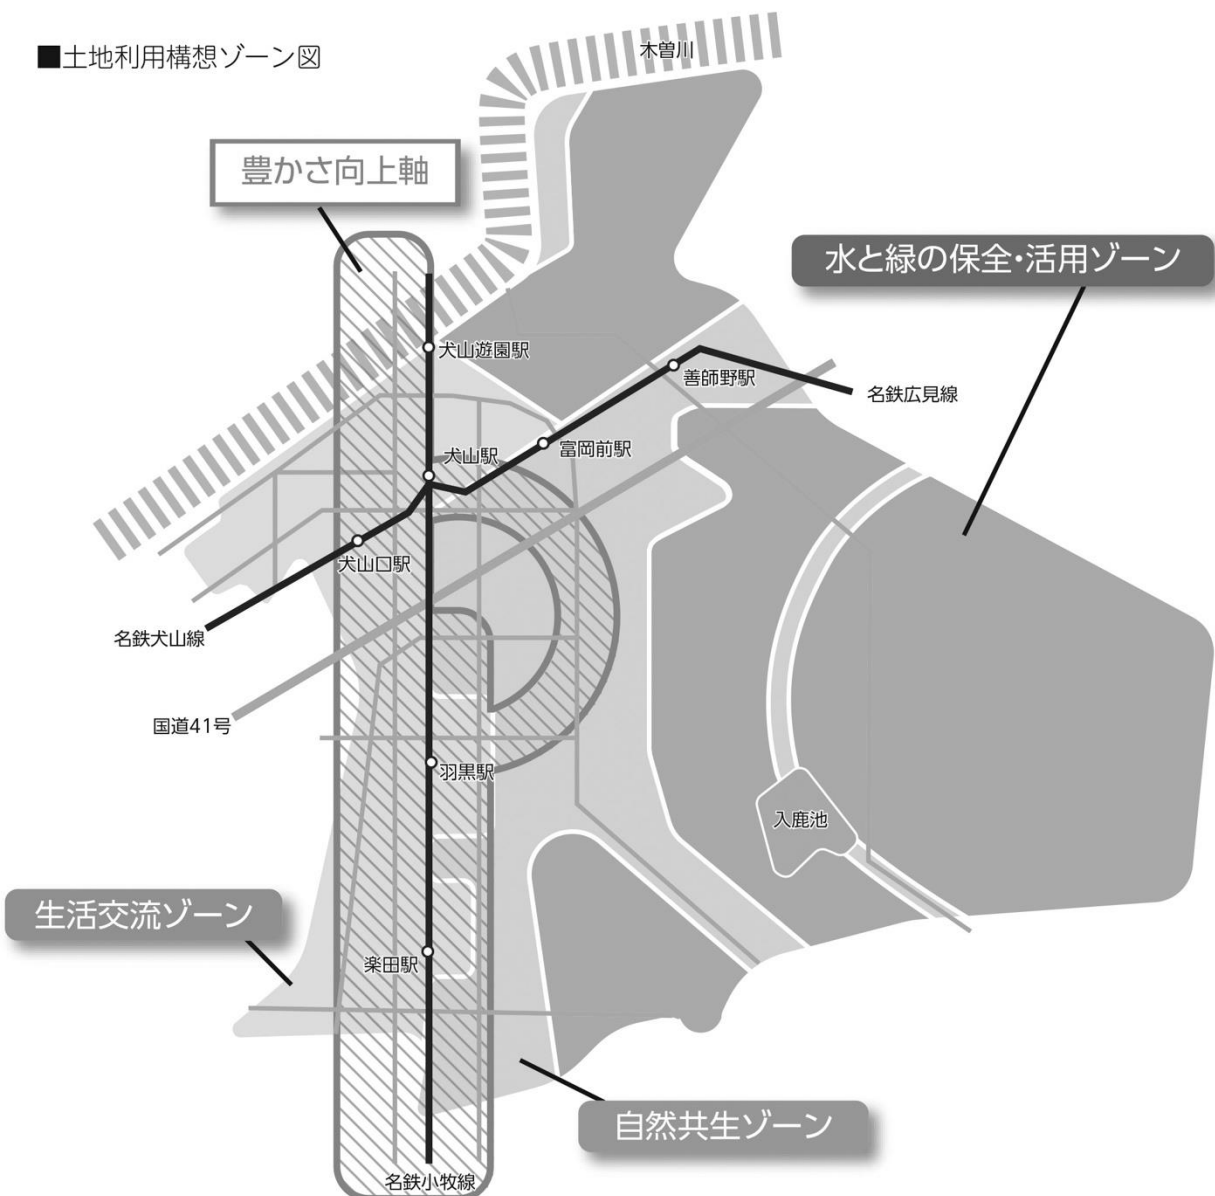 ■土地利用構想ゾーン図
木曽川
豊かさ向上軸
水と緑の保全・活用ゾーン
犬山遊園駅
善師野駅
名鉄広見線
犬山駅
富岡前駅
犬山口駅
名鉄犬山線
国道41号
羽黒駅
入鹿池
生活交流ゾーン
楽田駅
自然共生ゾーン
名鉄小牧線